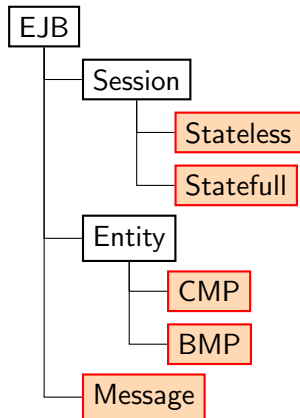 EJB
Session
Stateless
Statefull
Entity
CMP
BMP
Message